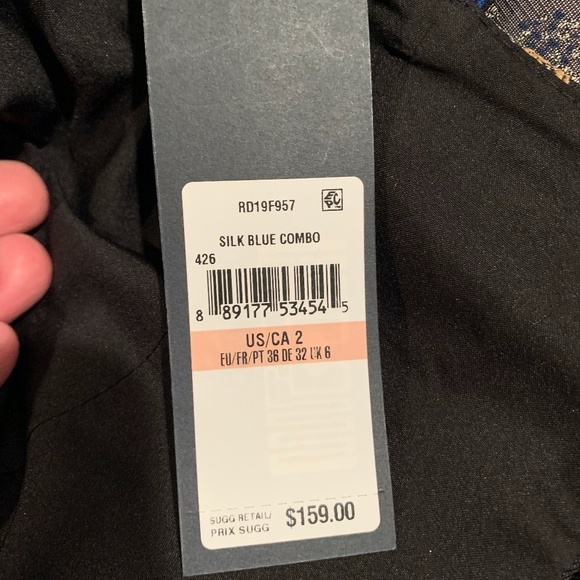 RD19F957
SILK BLUE COMBO
426
8 89177 53454 5
US/CA 2
EU/FR/PT 36 DE 32 UK 6
SUGG RETAIL/
PRIX SUGG
$159.00